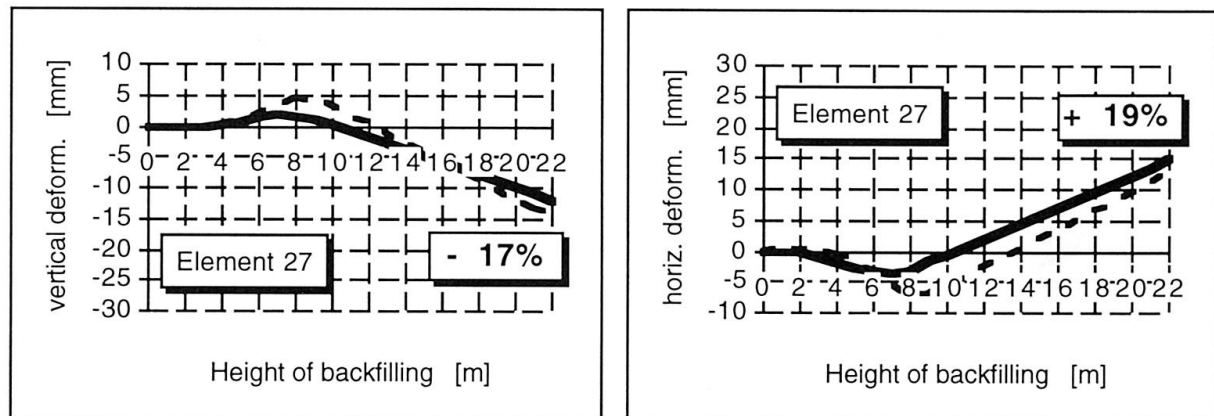 10
5
0
-5
-10
-15
-20
-25
-30
vertical deform. [mm]
0 2 4 6 8 10 12 14 16 18 20 22
Element 27
- 17%
Height of backfilling [m]
30
25
20
15
10
5
0
-5
-10
horiz. deform. [mm]
Element 27
+ 19%
0 2 4 6 8 10 12 14 16 18 20 22
Height of backfilling [m]